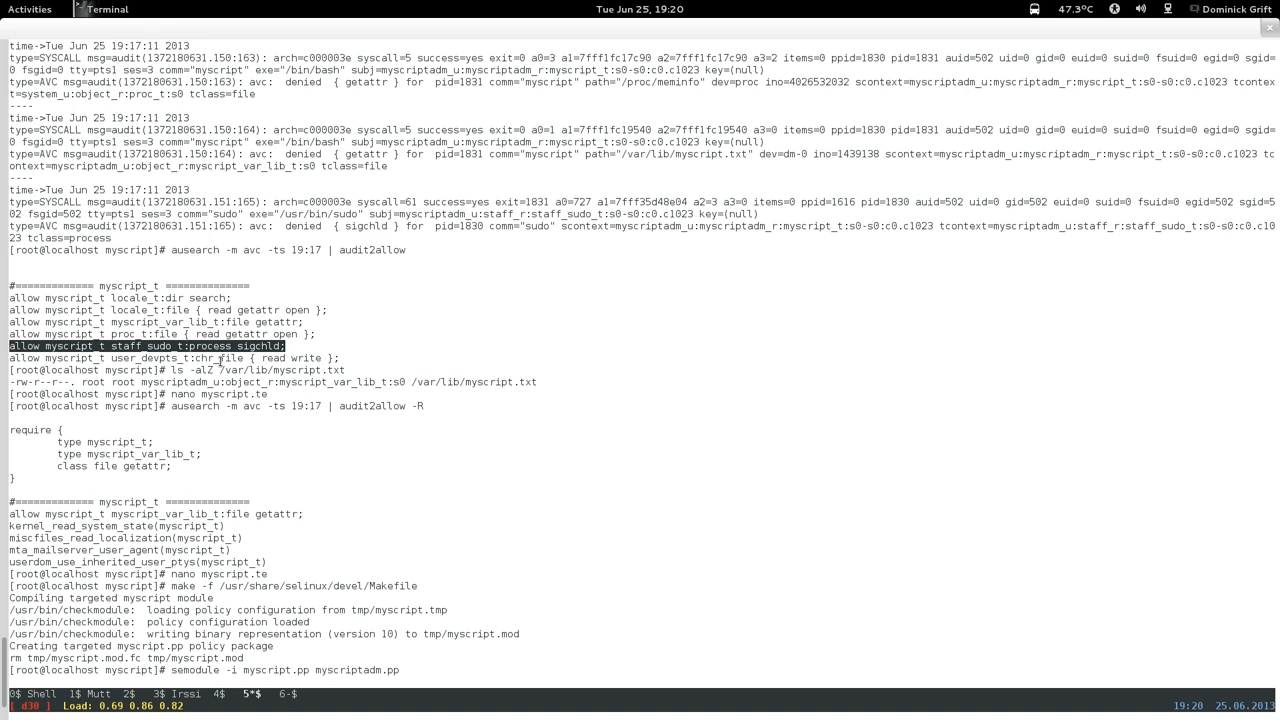 Activities Terminal Tue Jun 25, 19:20 47.3°C Dominick Grift
time->Tue Jun 25 19:17:11 2013
type=SYSCALL msg=audit(1372180631.150:163): arch=c000003e syscall=5 success=yes exit=0 a0=3 a1=7fff1fc17c90 a2=7fff1fc17c90 a3=2 items=0 ppid=1830 pid=1831 auid=502 uid=0 gid=0 euid=0 suid=0 fsuid=0 egid=0 sgid=
0 fsgid=0 tty=pts1 ses=3 comm="myscript" exe="/bin/bash" subj=myscriptadm_u:myscriptadm_r:myscript_t:s0-s0:c0.c1023 key=(null)
type=AVC msg=audit(1372180631.150:163): avc:  denied  { getattr } for  pid=1831 comm="myscript" path="/proc/meminfo" dev=proc ino=4026532032 scontext=myscriptadm_u:myscriptadm_r:myscript_t:s0-s0:c0.c1023 tcontex
t=system_u:object_r:proc_t:s0 tclass=file
----
time->Tue Jun 25 19:17:11 2013
type=SYSCALL msg=audit(1372180631.150:164): arch=c000003e syscall=5 success=yes exit=0 a0=1 a1=7fff1fc19540 a2=7fff1fc19540 a3=0 items=0 ppid=1830 pid=1831 auid=502 uid=0 gid=0 euid=0 suid=0 fsuid=0 egid=0 sgid=
0 fsgid=0 tty=pts1 ses=3 comm="myscript" exe="/bin/bash" subj=myscriptadm_u:myscriptadm_r:myscript_t:s0-s0:c0.c1023 key=(null)
type=AVC msg=audit(1372180631.150:164): avc:  denied  { getattr } for  pid=1831 comm="myscript" path="/var/lib/myscript.txt" dev=dm-0 ino=1439138 scontext=myscriptadm_u:myscriptadm_r:myscript_t:s0-s0:c0.c1023 tc
ontext=myscriptadm_u:object_r:myscript_var_lib_t:s0 tclass=file
----
time->Tue Jun 25 19:17:11 2013
type=SYSCALL msg=audit(1372180631.151:165): arch=c000003e syscall=61 success=yes exit=1831 a0=727 a1=7fff35d48e04 a2=3 a3=0 items=0 ppid=1616 pid=1830 auid=502 uid=0 gid=502 euid=0 suid=0 fsuid=0 egid=502 sgid=5
02 fsgid=502 tty=pts1 ses=3 comm="sudo" exe="/usr/bin/sudo" subj=myscriptadm_u:staff_r:staff_sudo_t:s0-s0:c0.c1023 key=(null)
type=AVC msg=audit(1372180631.151:165): avc:  denied  { sigchld } for  pid=1830 comm="sudo" scontext=myscriptadm_u:myscriptadm_r:myscript_t:s0-s0:c0.c1023 tcontext=myscriptadm_u:staff_r:staff_sudo_t:s0-s0:c0.c10
23 tclass=process
[root@localhost myscript]# ausearch -m avc -ts 19:17 | audit2allow
#============= myscript_t ==============
allow myscript_t locale_t:dir search;
allow myscript_t locale_t:file { read getattr open };
allow myscript_t myscript_var_lib_t:file getattr;
allow myscript_t proc_t:file { read getattr open };
allow myscript_t staff_sudo_t:process sigchld;
allow myscript_t user_devpts_t:chr_file { read write };
[root@localhost myscript]# ls -alZ /var/lib/myscript.txt
-rw-r--r--. root root myscriptadm_u:object_r:myscript_var_lib_t:s0 /var/lib/myscript.txt
[root@localhost myscript]# nano myscript.te
[root@localhost myscript]# ausearch -m avc -ts 19:17 | audit2allow -R
require {
        type myscript_t;
        type myscript_var_lib_t;
        class file getattr;
}
#============= myscript_t ==============
allow myscript_t myscript_var_lib_t:file getattr;
kernel_read_system_state(myscript_t)
miscfiles_read_localization(myscript_t)
mta_mailserver_user_agent(myscript_t)
userdom_use_inherited_user_ptys(myscript_t)
[root@localhost myscript]# nano myscript.te
[root@localhost myscript]# make -f /usr/share/selinux/devel/Makefile
Compiling targeted myscript module
/usr/bin/checkmodule:  loading policy configuration from tmp/myscript.tmp
/usr/bin/checkmodule:  policy configuration loaded
/usr/bin/checkmodule:  writing binary representation (version 10) to tmp/myscript.mod
Creating targeted myscript.pp policy package
rm tmp/myscript.mod.fc tmp/myscript.mod
[root@localhost myscript]# semodule -i myscript.pp myscriptadm.pp
0$ Shell  1$ Mutt  2$  3$ Irssi  4$  5*$  6-$
[ d30 ]  Load: 0.69 0.86 0.82 19:20 25.06.2013